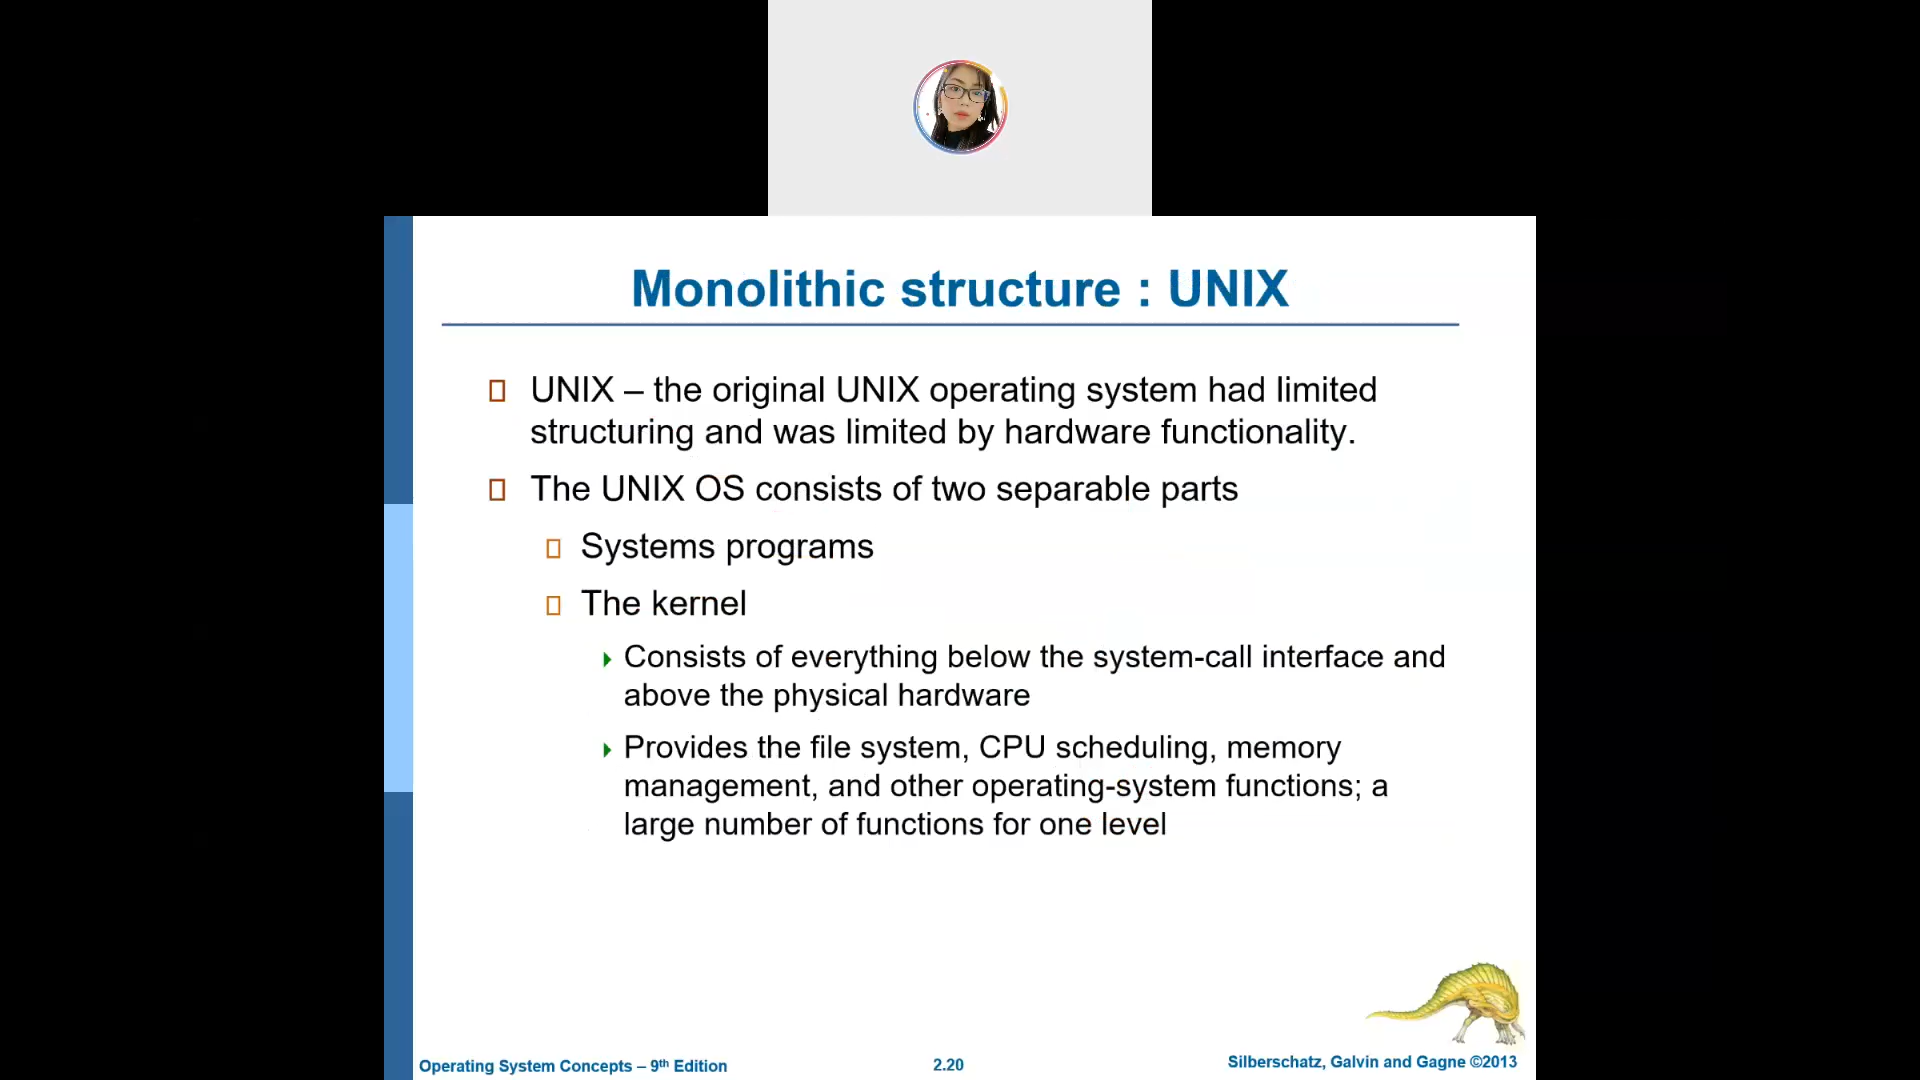 Monolithic structure : UNIX
UNIX – the original UNIX operating system had limited
structuring and was limited by hardware functionality.
The UNIX OS consists of two separable parts
Systems programs
The kernel
Consists of everything below the system-call interface and
above the physical hardware
Provides the file system, CPU scheduling, memory
management, and other operating-system functions; a
large number of functions for one level
Operating System Concepts – 9th Edition
2.20
Silberschatz, Galvin and Gagne ©2013